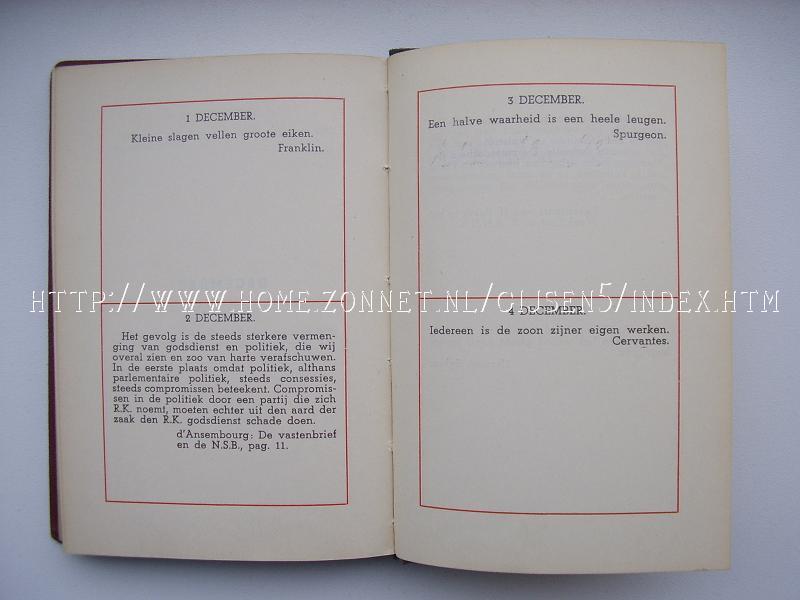 1 DECEMBER.
Kleine slagen vellen groote eiken.
Franklin.
2 DECEMBER.
Het gevolg is de steeds sterkere vermen-
ging van godsdienst en politiek, die wij
overal zien en zoo van harte verafschuwen.
In de eerste plaats omdat politiek, althans
parlementaire politiek, steeds consessies,
steeds compromissen beteekent. Compromis-
sen in de politiek door een partij die zich
R.K. noemt, moeten echter uit den aard der
zaak den R.K. godsdienst schade doen.
d'Ansembourg: De vastenbrief
en de N.S.B., pag. 11.
3 DECEMBER.
Een halve waarheid is een heele leugen.
Spurgeon.
4 DECEMBER.
Iedereen is de zoon zijner eigen werken.
Cervantes.
HTTP://WWW.HOME.ZONNET.NL/GIJSEN5/INDEX.HTM